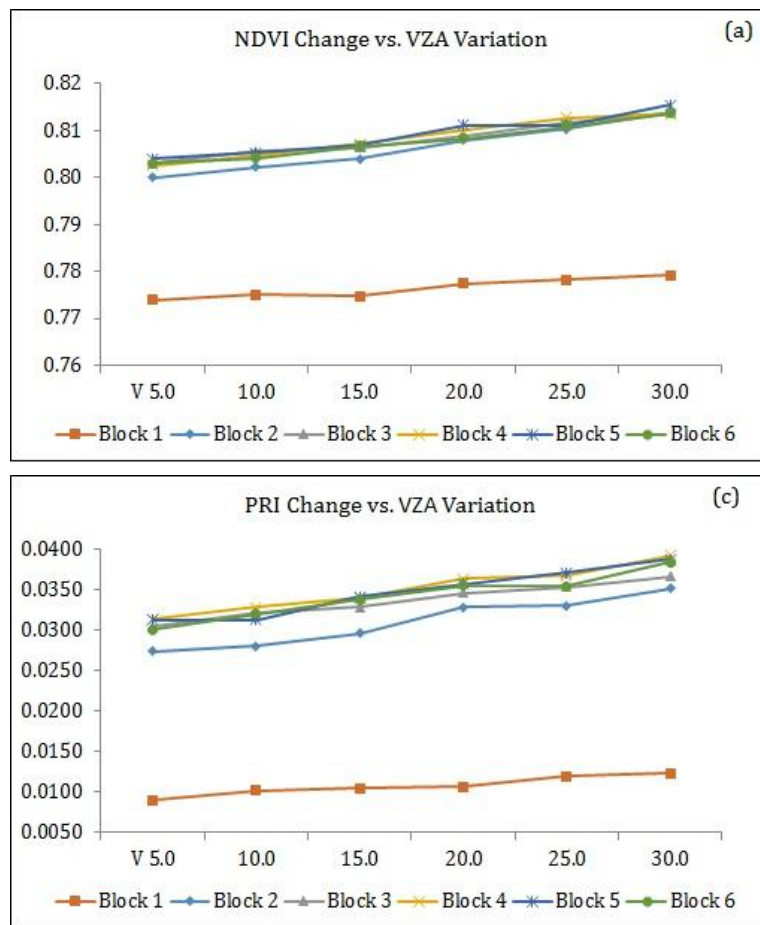 NDVI Change vs. VZA Variation
(a)
0.82
0.81
0.80
0.79
0.78
0.77
0.76
V 5.0 10.0 15.0 20.0 25.0 30.0
Block 1 Block 2 Block 3 Block 4 Block 5 Block 6
PRI Change vs. VZA Variation
(c)
0.0400
0.0350
0.0300
0.0250
0.0200
0.0150
0.0100
0.0050
V 5.0 10.0 15.0 20.0 25.0 30.0
Block 1 Block 2 Block 3 Block 4 Block 5 Block 6